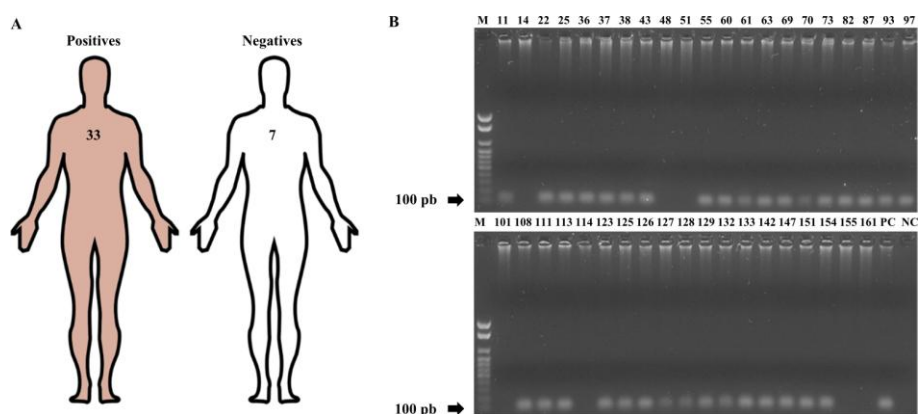 A
Positives Negatives
33 7
B
M 11 14 22 25 36 37 38 43 48 51 55 60 61 63 69 70 73 82 87 93 97
100 pb
M 101 108 111 113 114 123 125 126 127 128 129 132 133 142 147 151 154 155 161 PC NC
100 pb